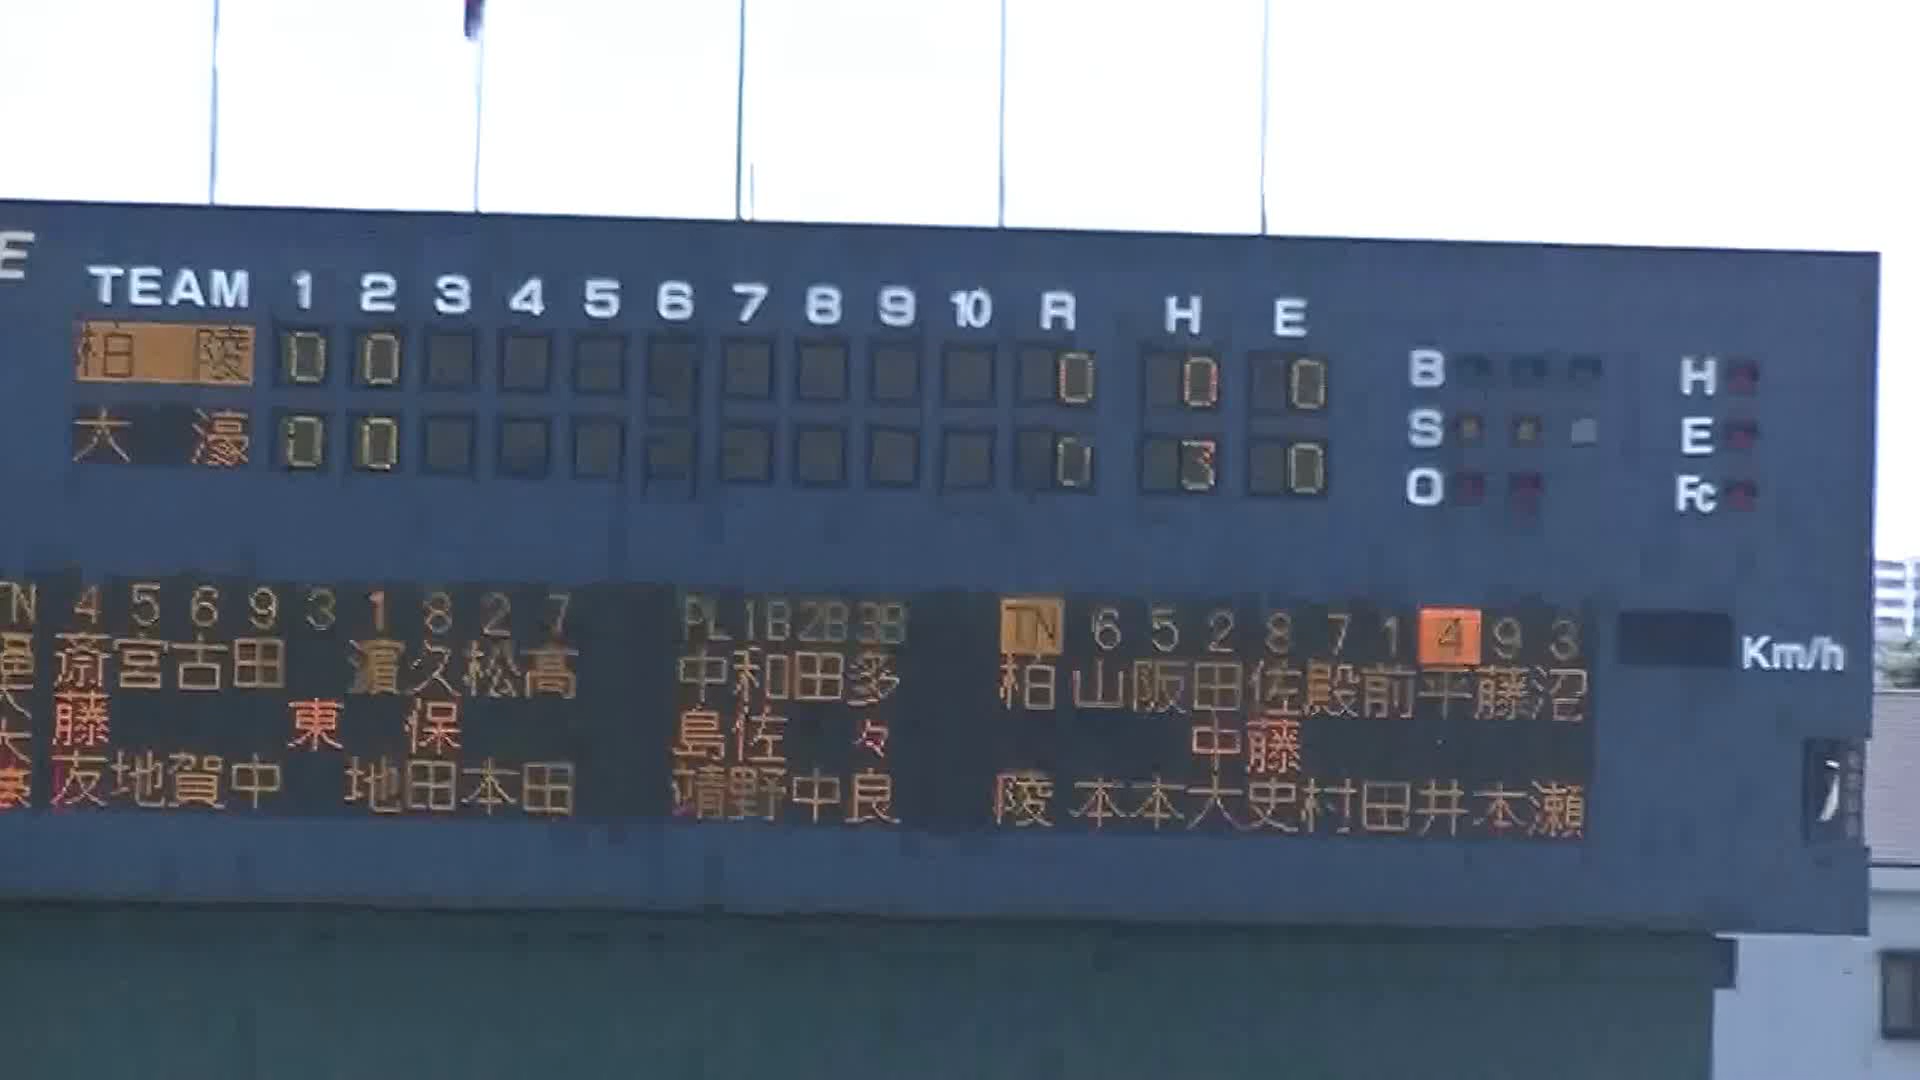 E
TEAM 1 2 3 4 5 6 7 8 9 10 R H E
柏陵 0 0 0 0 0
大濠 0 0 0 3 0
B H
S E
O Fc
TN 4 5 6 9 3 1 8 2 7
斎藤友 宮地 古賀 田中 東 濵地 久保田 松本 高田
PL 1B 2B 3B
中島靖 和佐野 田中 多々良
TN 6 5 2 8 7 1 4 9 3
柏陵 山本 阪本 田中大 佐藤史 殿村 前田 平井 藤本 沼瀬
Km/h